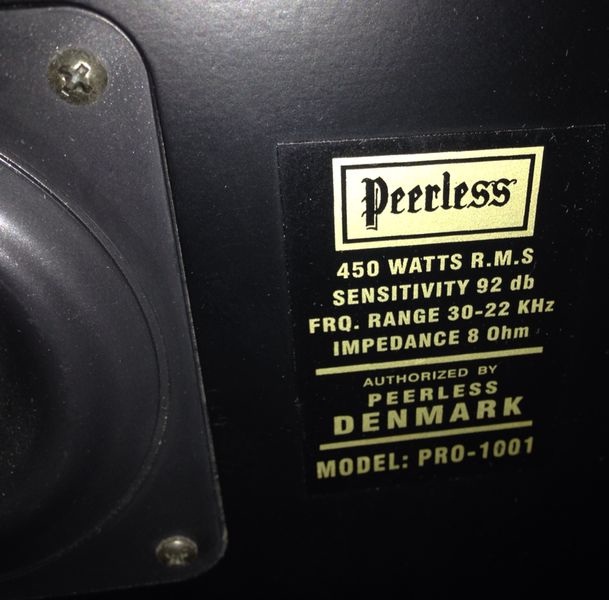 Peerless
450 WATTS R.M.S
SENSITIVITY 92 db
FRQ. RANGE 30-22 KHz
IMPEDANCE 8 Ohm
AUTHORIZED BY
PEERLESS
DENMARK
MODEL: PRO-1001